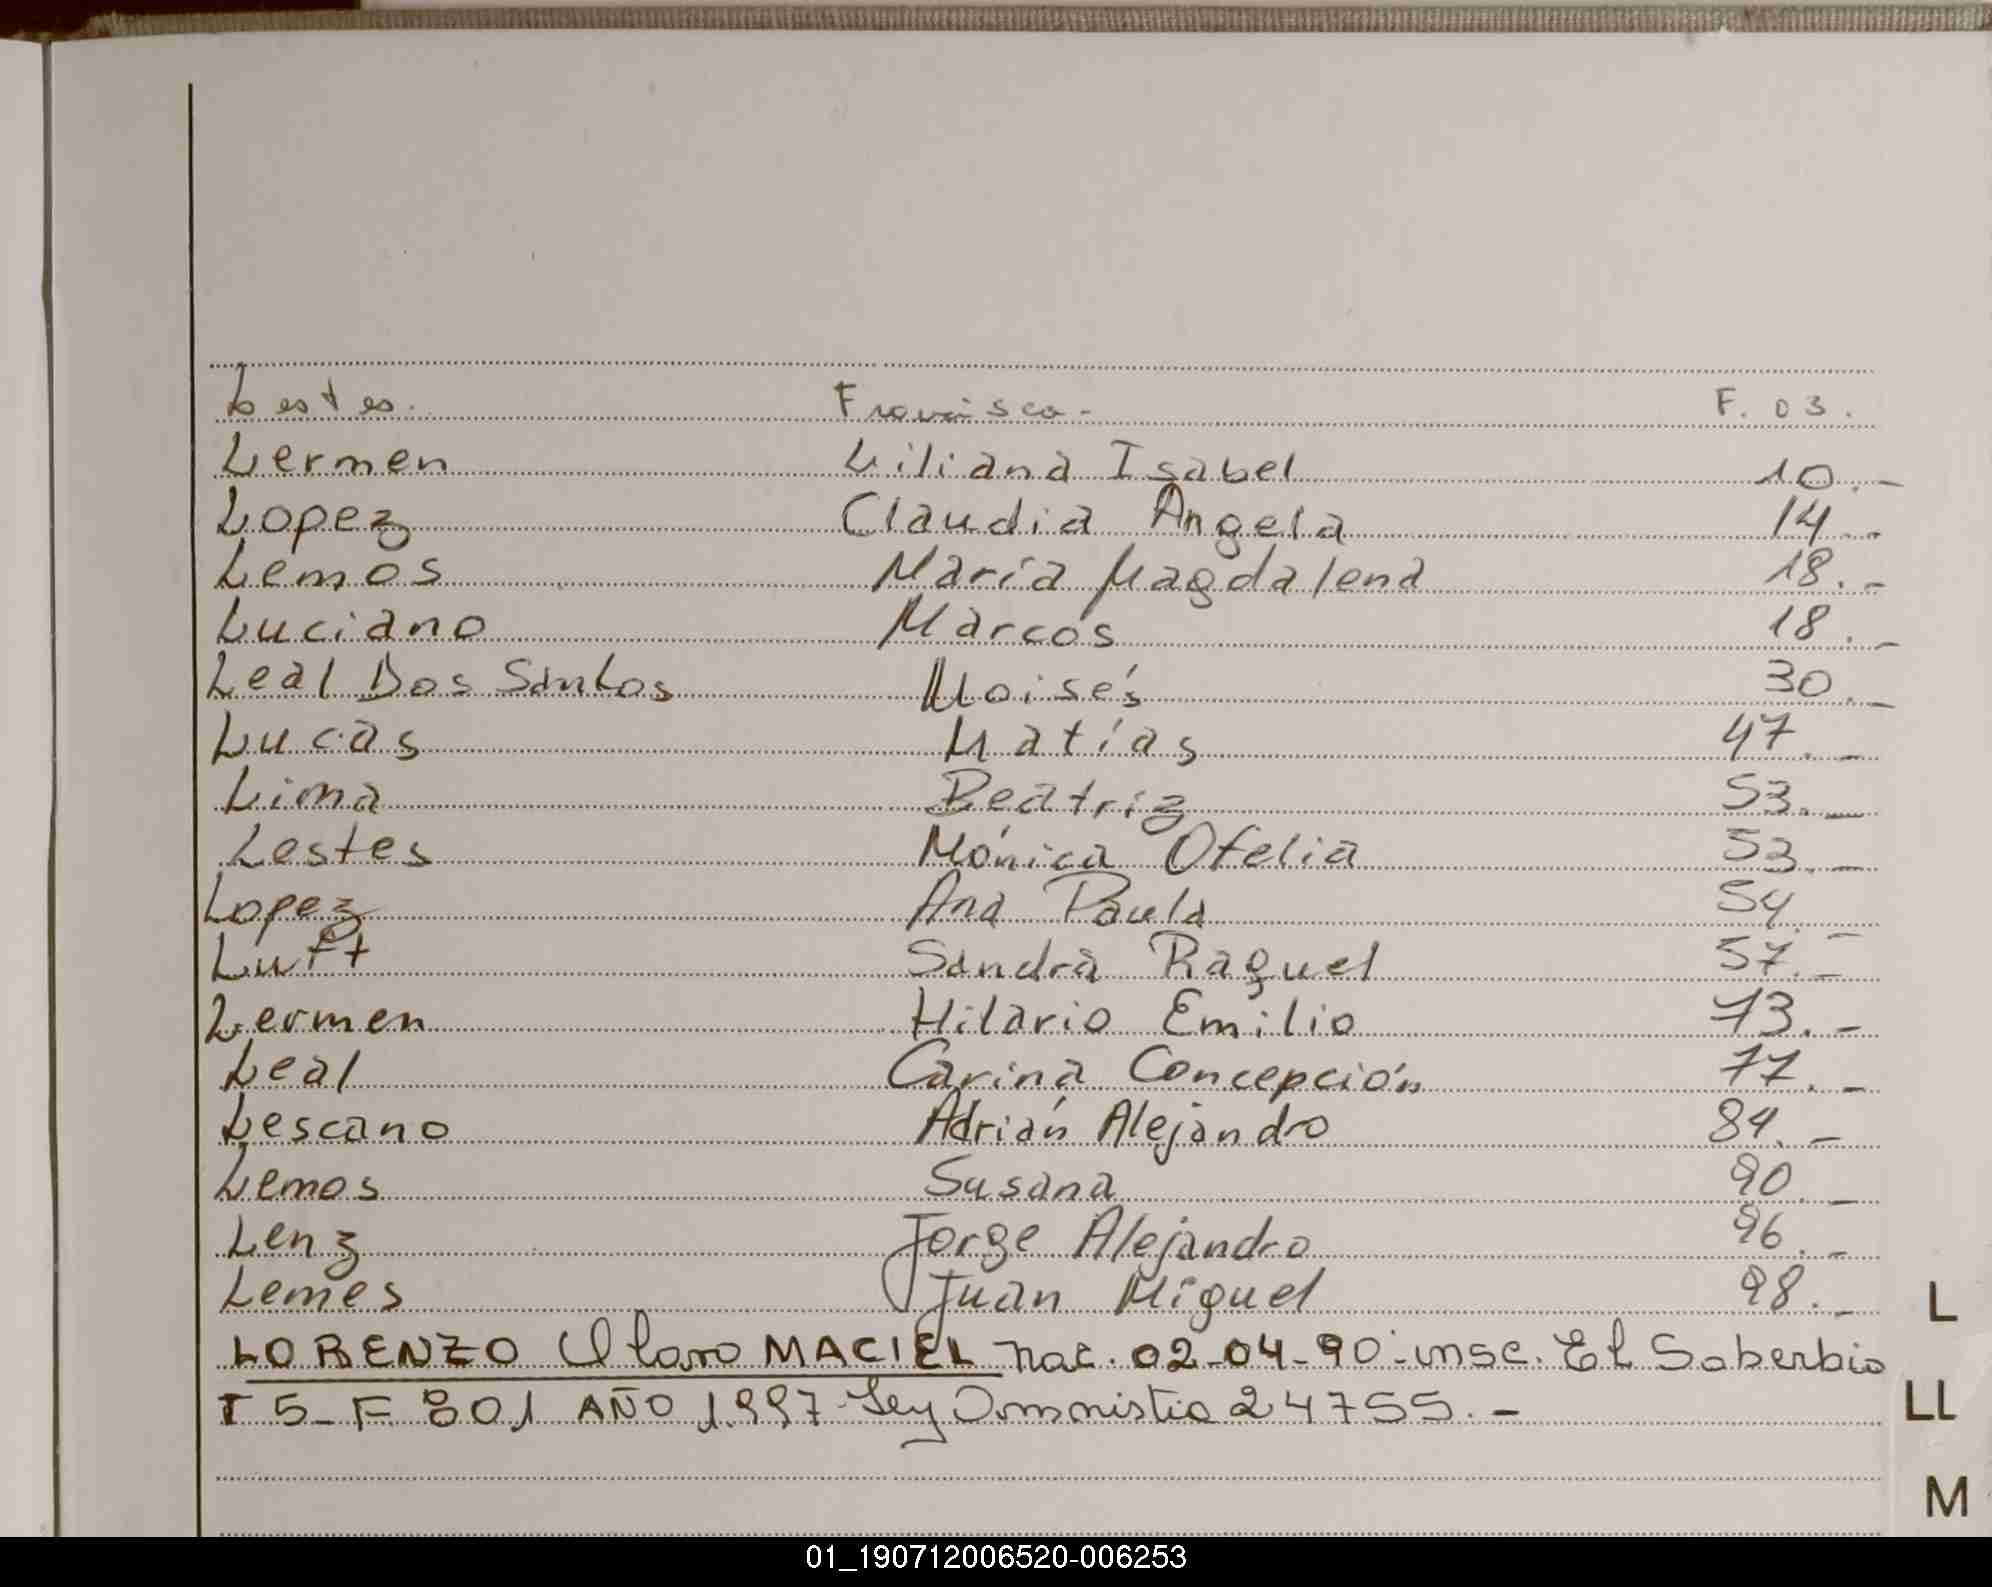 Lestes. Francisca.- F. 03.
Lermen Liliana Isabel 10.-
Lopez Claudia Angela 14.-
Lemos María Magdalena 18.-
Luciano Marcos 18.-
Leal Dos Santos Moisés 30.-
Lucas Matías 47.-
Lima Beatriz 53.-
Lestes Mónica Ofelia 53.-
Lopez Ana Paula 54.-
Luft Sandra Raquel 57.-
Lermen Hilario Emilio 73.-
Leal Carina Concepción 77.-
Lescano Adrián Alejandro 84.-
Lemos Susana 90.-
Lenz Jorge Alejandro 96.-
Lemes Juan Miguel 98.-
LORENZO MACIEL nac. 02-04-90-insc. El Soberbio
T 5-F 801 AÑO 1.997-Ley 24755.-
L
LL
M
01_190712006520-006253